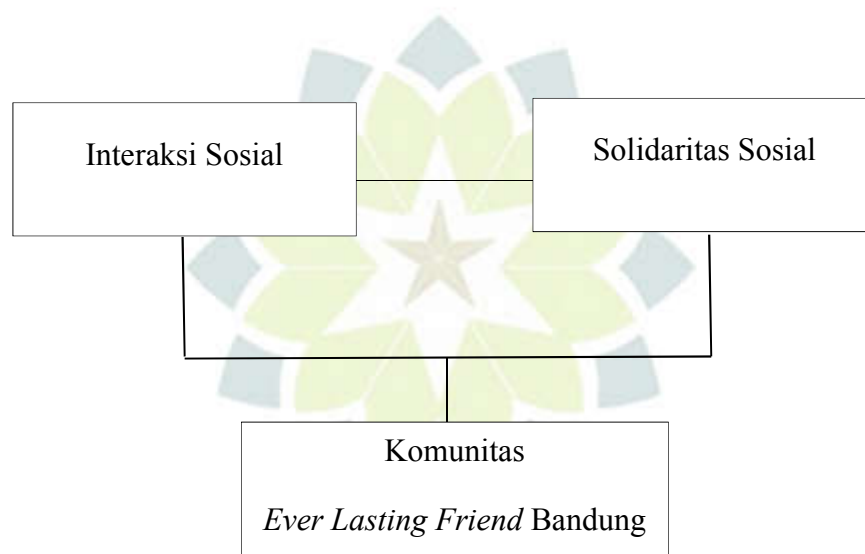 Interaksi Sosial
Solidaritas Sosial
Komunitas
Ever Lasting Friend Bandung